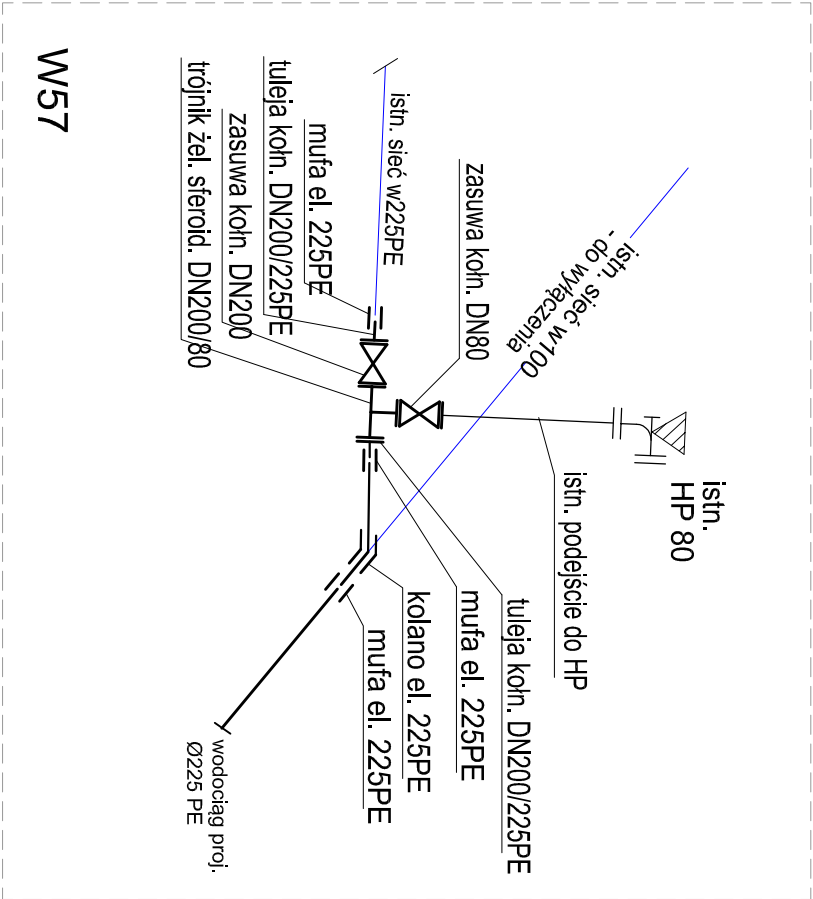 W57
istn. sieć w225PE
mufa el. 225PE
tuleja kołn. DN200/225PE
zasuwa kołn. DN200
trójnik żel. sferoid. DN200/80
zasuwa kołn. DN80
istn. sieć w100
- do wyłączenia
istn.
HP 80
istn. podejście do HP
tuleja kołn. DN200/225PE
mufa el. 225PE
kolano el. 225PE
mufa el. 225PE
wodociąg proj.
Ø225 PE